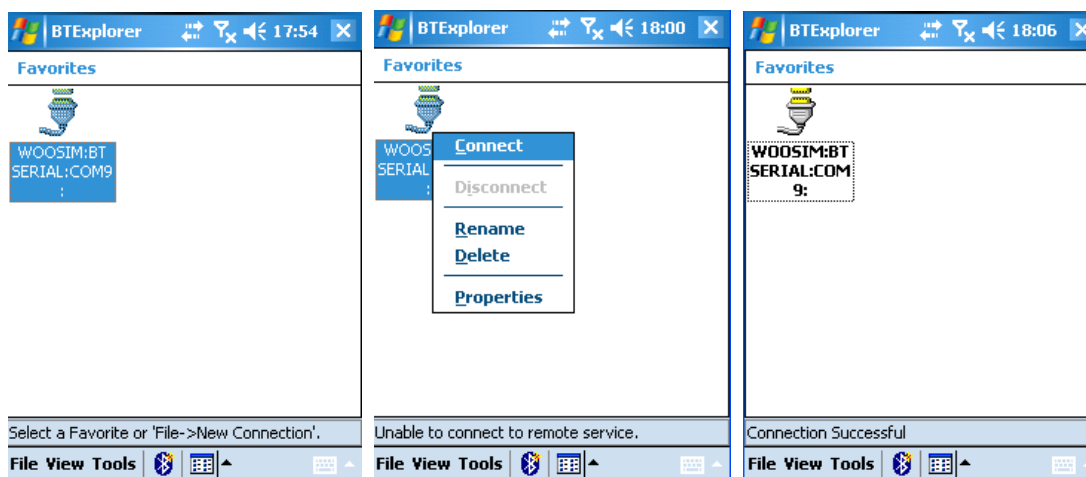 BTExplorer 17:54
Favorites
WOOSIM:BT
SERIAL:COM9
:
Select a Favorite or 'File->New Connection'.
File View Tools
BTExplorer 18:00
Favorites
WOOS
SERIAL
:
Connect
Disconnect
Rename
Delete
Properties
Unable to connect to remote service.
File View Tools
BTExplorer 18:06
Favorites
WOOSIM:BT
SERIAL:COM
9:
Connection Successful
File View Tools